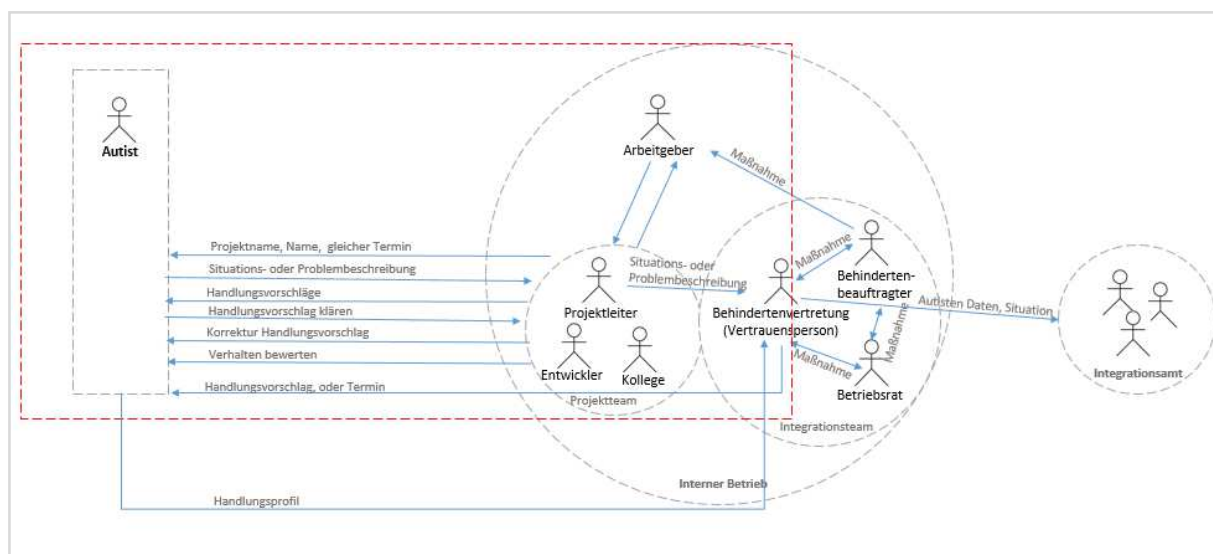 Autist
Arbeitgeber
Maßnahme
Projektname, Name, gleicher Termin
Situations- oder Problembeschreibung
Handlungsvorschläge
Handlungsvorschlag klären
Korrektur Handlungsvorschlag
Verhalten bewerten
Handlungsvorschlag, oder Termin
Projektleiter
Entwickler
Kollege
Projektteam
Situations- oder
Problembeschreibung
Maßnahme
Behinderten-
beauftragter
Behindertenvertretung
(Vertrauensperson)
Autisten Daten, Situation
Maßnahme
Maßnahme
Betriebsrat
Integrationsteam
Integrationsamt
Interner Betrieb
Handlungsprofil